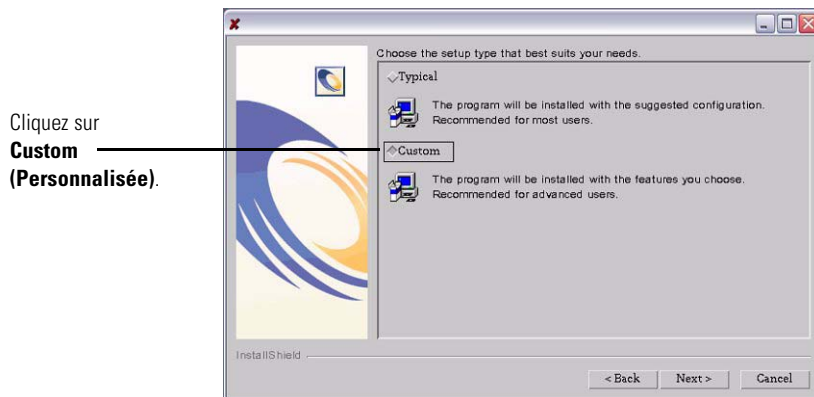 Choose the setup type that best suits your needs.
Typical
The program will be installed with the suggested configuration.
Recommended for most users.
Cliquez sur
Custom
(Personnalisée).
Custom
The program will be installed with the features you choose.
Recommended for advanced users.
InstallShield
< Back
Next >
Cancel